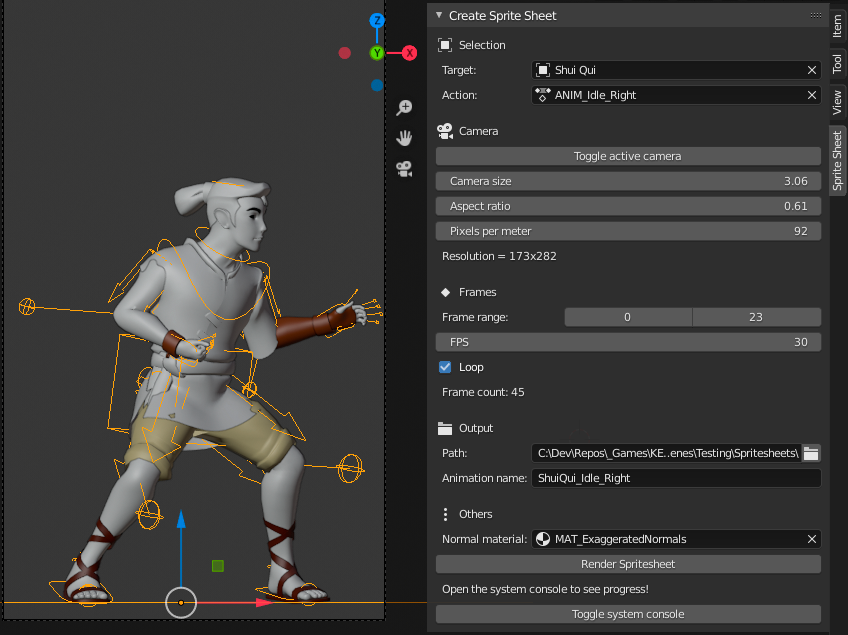 Create Sprite Sheet
Selection
Target: Shui Qui
Action: ANIM_Idle_Right
Camera
Toggle active camera
Camera size 3.06
Aspect ratio 0.61
Pixels per meter 92
Resolution = 173x282
Frames
Frame range: 0 23
FPS 30
Loop
Frame count: 45
Output
Path: C:\Dev\Repos\_Games\KE..enes\Testing\Spritesheets\
Animation name: ShuiQui_Idle_Right
Others
Normal material: MAT_ExaggeratedNormals
Render Spritesheet
Open the system console to see progress!
Toggle system console
Item
Tool
View
Sprite Sheet
Z
Y
X